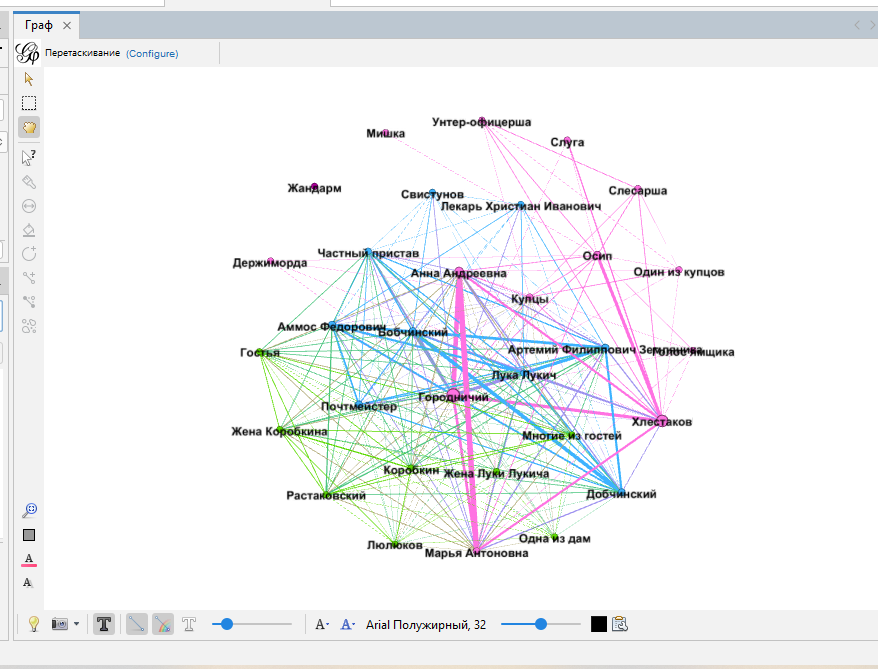 Граф
Перетаскивание (Configure)
Унтер-офицерша
Мишка
Слуга
Жандарм
Свистунов
Слесарша
Лекарь Христиан Иванович
Частный пристав
Осип
Держиморда
Анна Андреевна
Один из купцов
Купцы
Аммос Федорович
Бобчинский
Гостья
Артемий Филиппович Земляника
Лука Лукич
Городничий
Почтмейстер
Хлестаков
Жена Коробкина
Многие из гостей
Коробкин
Жена Луки Лукича
Растаковский
Добчинский
Люлюков
Одна из дам
Марья Антоновна
Arial Полужирный, 32